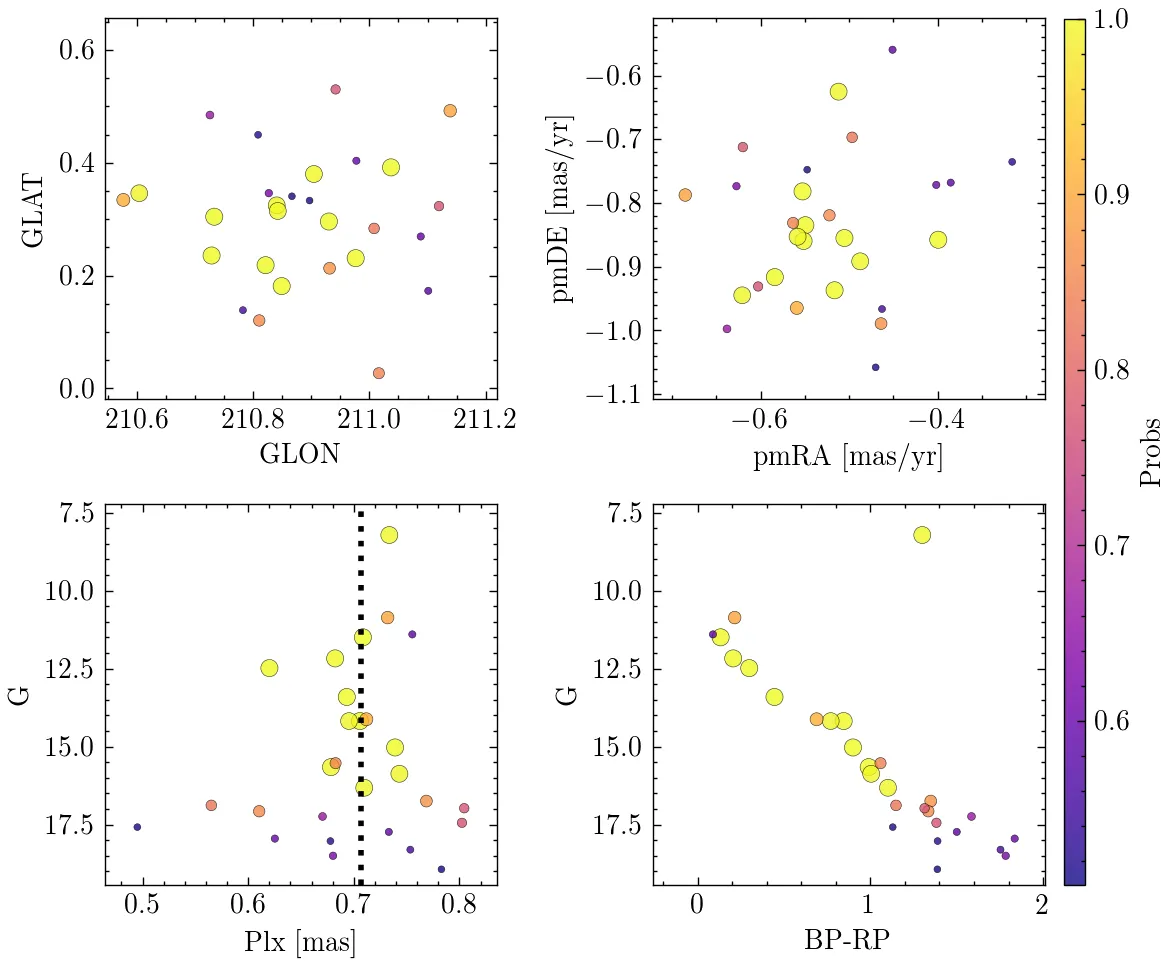 0.6
0.4
0.2
0.0
GLAT
210.6 210.8 211.0 211.2
GLON
−0.6
−0.7
−0.8
−0.9
−1.0
−1.1
pmDE [mas/yr]
−0.6 −0.4
pmRA [mas/yr]
7.5
10.0
12.5
15.0
17.5
G
0.5 0.6 0.7 0.8
Plx [mas]
7.5
10.0
12.5
15.0
17.5
G
0 1 2
BP-RP
1.0
0.9
0.8
0.7
0.6
Probs